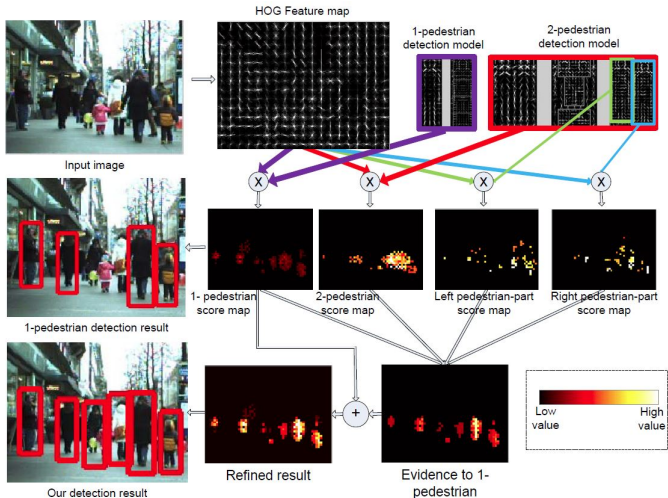 HOG Feature map
1-pedestrian
detection model
2-pedestrian
detection model
Input image
X
X
X
X
1- pedestrian
score map
2-pedestrian
score map
Left pedestrian-part
score map
Right pedestrian-part
score map
1-pedestrian detection result
+
Low
value
High
value
Our detection result
Refined result
Evidence to 1-
pedestrian